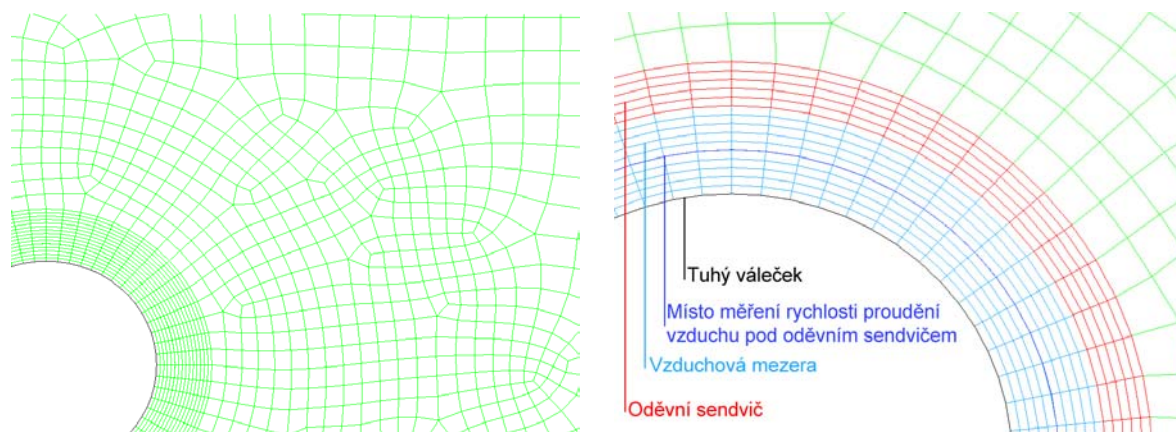 Tuhý váleček
Místo měření rychlosti proudění
vzduchu pod oděvním sendvičem
Vzduchová mezera
Oděvní sendvič